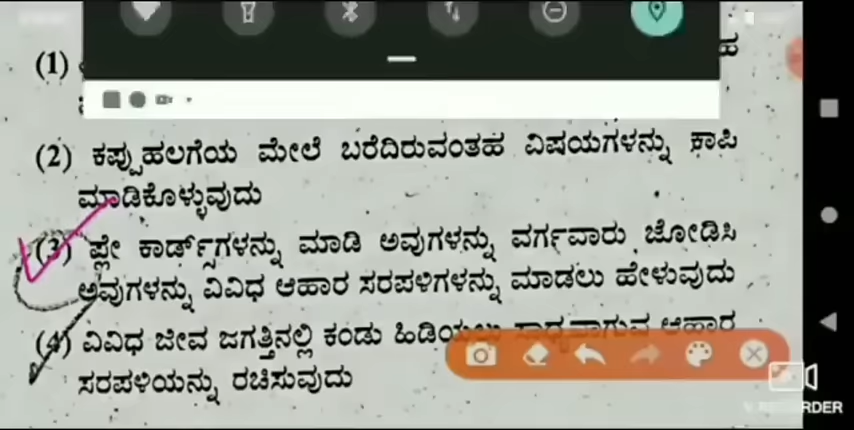 (1)
(2) ಕಪ್ಪುಹಲಗೆಯ ಮೇಲೆ ಬರೆದಿರುವಂತಹ ವಿಷಯಗಳನ್ನು ಕಾಪಿ
ಮಾಡಿಕೊಳ್ಳುವುದು
(3) ಪ್ಲೇ ಕಾರ್ಡ್ಸ್‌ಗಳನ್ನು ಮಾಡಿ ಅವುಗಳನ್ನು ವರ್ಗವಾರು ಜೋಡಿಸಿ
ಅವುಗಳನ್ನು ವಿವಿಧ ಆಹಾರ ಸರಪಳಿಗಳನ್ನು ಮಾಡಲು ಹೇಳುವುದು
(4) ವಿವಿಧ ಜೀವ ಜಗತ್ತಿನಲ್ಲಿ ಕಂಡು ಹಿಡಿಯಲು ಸಾಧ್ಯವಾಗುವ ಆಹಾರ
ಸರಪಳಿಯನ್ನು ರಚಿಸುವುದು